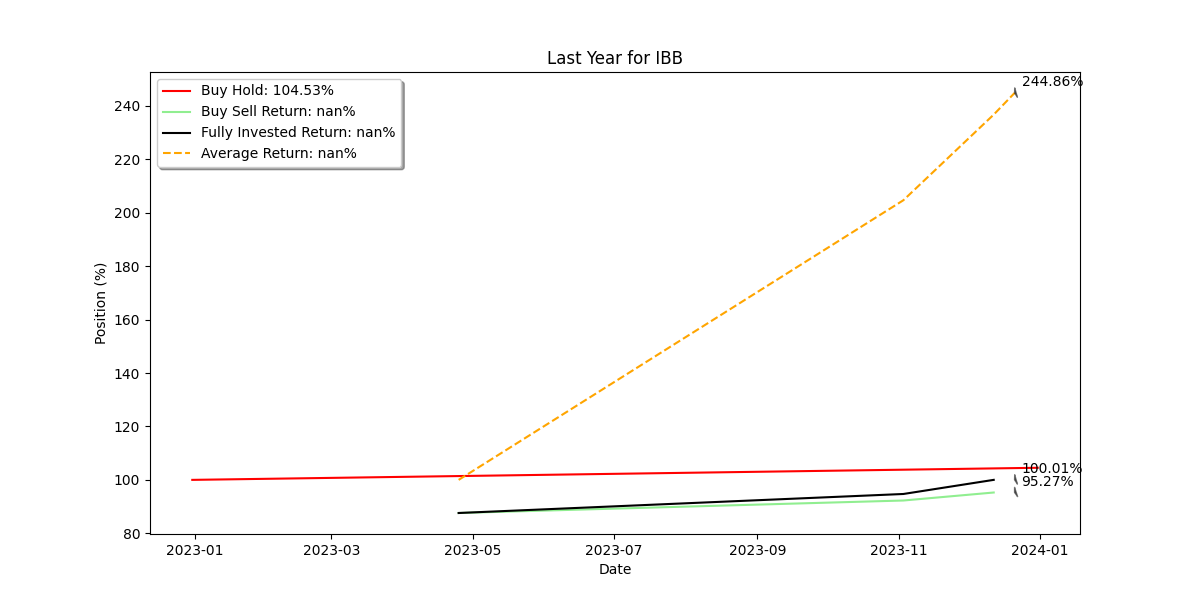 Last Year for IBB
244.86%
Buy Hold: 104.53%
Buy Sell Return: nan%
Fully Invested Return: nan%
Average Return: nan%
240
220
200
180
160
140
120
100
80
Position (%)
100.01%
95.27%
2023-01
2023-03
2023-05
2023-07
2023-09
2023-11
2024-01
Date